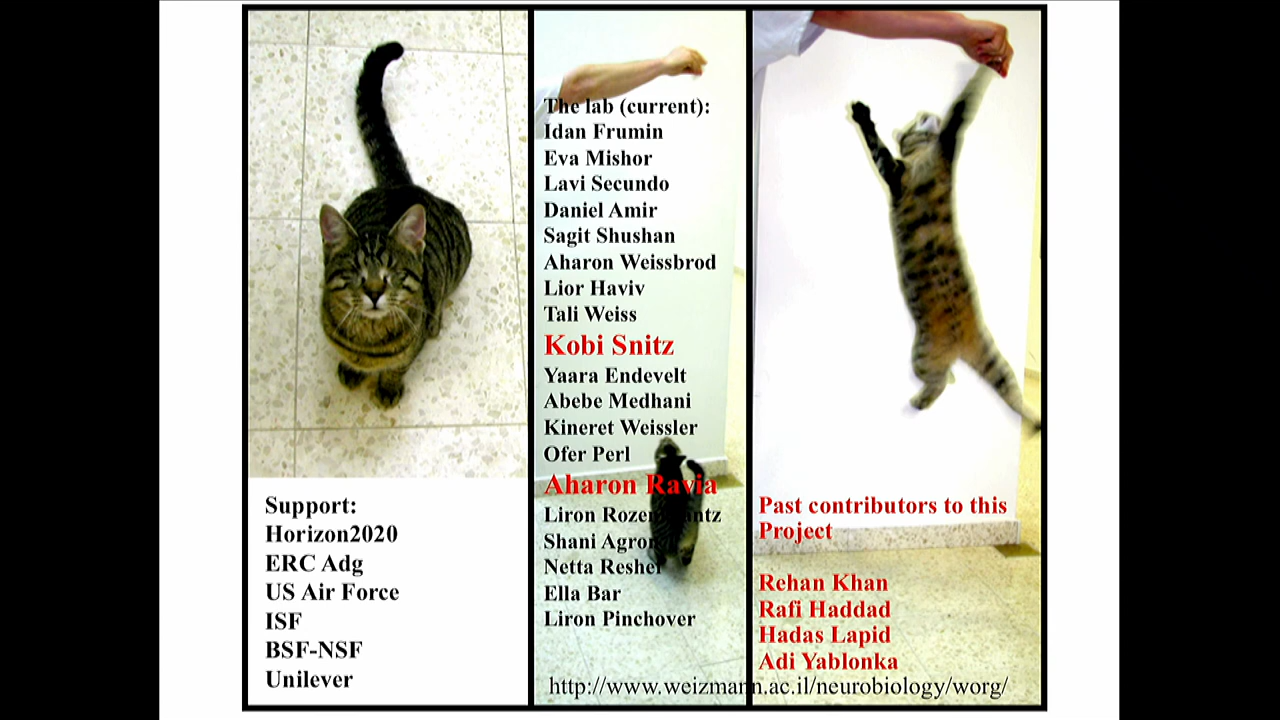 The lab (current):
Idan Frumin
Eva Mishor
Lavi Secundo
Daniel Amir
Sagit Shushan
Aharon Weissbrod
Lior Haviv
Tali Weiss
Kobi Snitz
Yaara Endevelt
Abebe Medhani
Kineret Weissler
Ofer Perl
Aharon Ravia
Liron
Shani Agron
Netta Reshef
Ella Bar
Liron Pinchover
Support:
Horizon2020
ERC Adg
US Air Force
ISF
BSF-NSF
Unilever
Past contributors to this
Project
Rehan Khan
Rafi Haddad
Hadas Lapid
Adi Yablonka
http://www.weizmann.ac.il/neurobiology/worg/